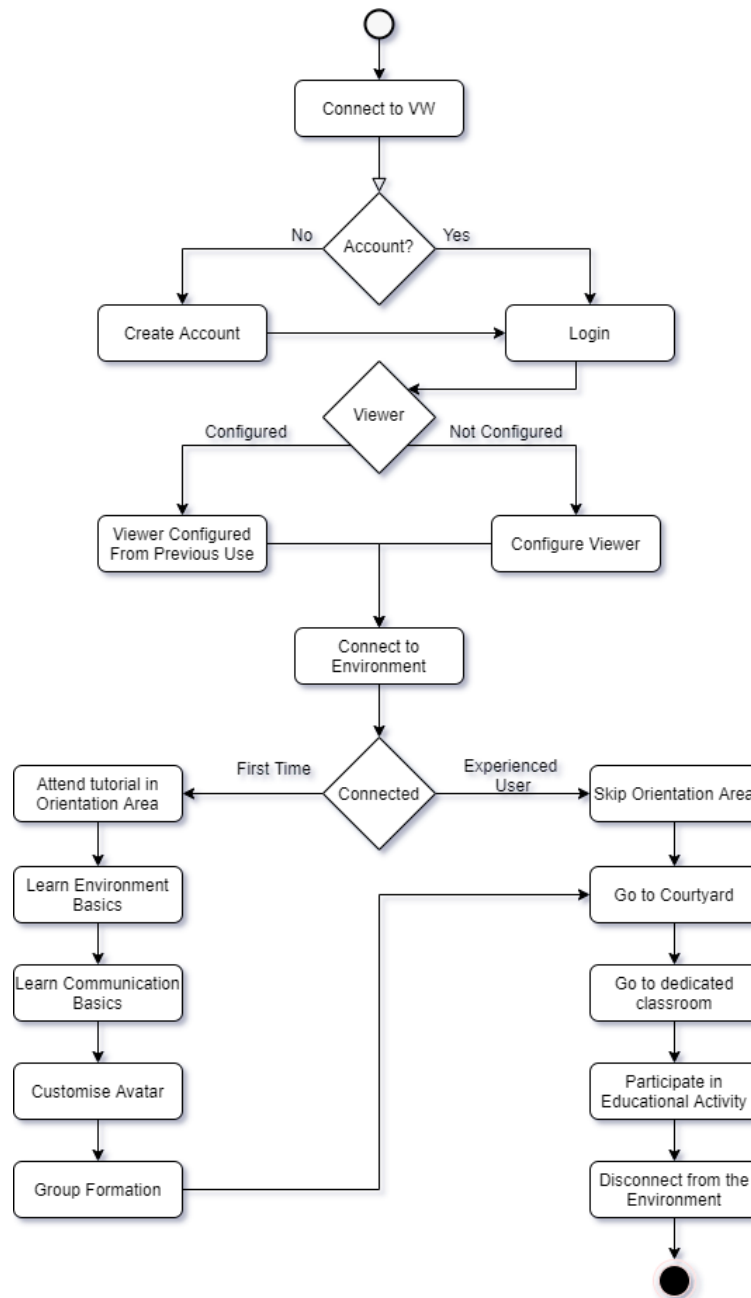 Connect to VW
No
Yes
Account?
Create Account
Login
Viewer
Configured
Not Configured
Viewer Configured
From Previous Use
Configure Viewer
Connect to
Environment
First Time
Experienced
User
Connected
Attend tutorial in
Orientation Area
Skip Orientation Area
Learn Environment
Basics
Go to Courtyard
Learn Communication
Basics
Go to dedicated
classroom
Customise Avatar
Participate in
Educational Activity
Group Formation
Disconnect from the
Environment